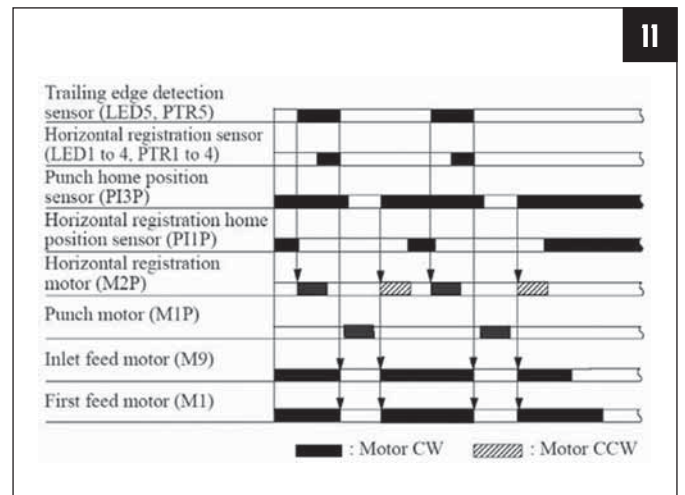 11
Trailing edge detection
sensor (LED5, PTR5)
Horizontal registration sensor
(LED1 to 4, PTR1 to 4)
Punch home position
sensor (PI3P)
Horizontal registration home
position sensor (PI1P)
Horizontal registration
motor (M2P)
Punch motor (M1P)
Inlet feed motor (M9)
First feed motor (M1)
: Motor CW : Motor CCW